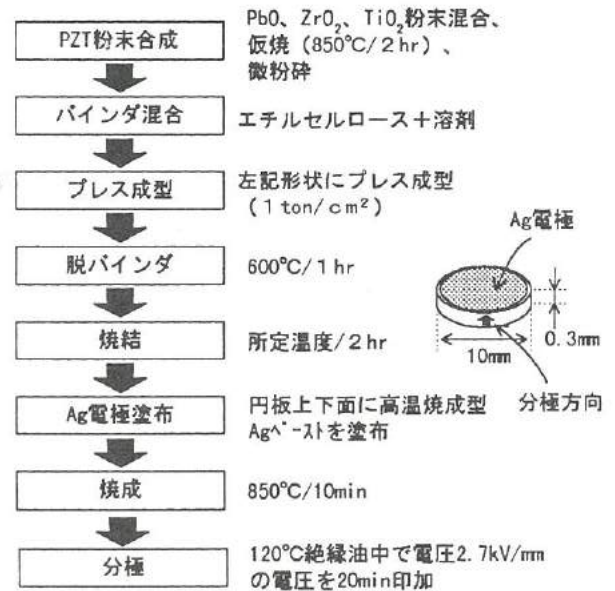 PZT粉末合成
PbO、ZrO₂、TiO₂粉末混合、
仮焼（850℃/2hr）、
微粉砕
バインダ混合
エチルセルロース＋溶剤
プレス成型
左記形状にプレス成型
（1ton/cm²）
脱バインダ
600℃/1hr
焼結
所定温度/2hr
Ag電極塗布
円板上下面に高温焼成型
Agﾍﾟｰｽﾄを塗布
焼成
850℃/10min
分極
120℃絶縁油中で電圧2.7kV/mm
の電圧を20min印加
Ag電極
0.3mm
10mm
分極方向